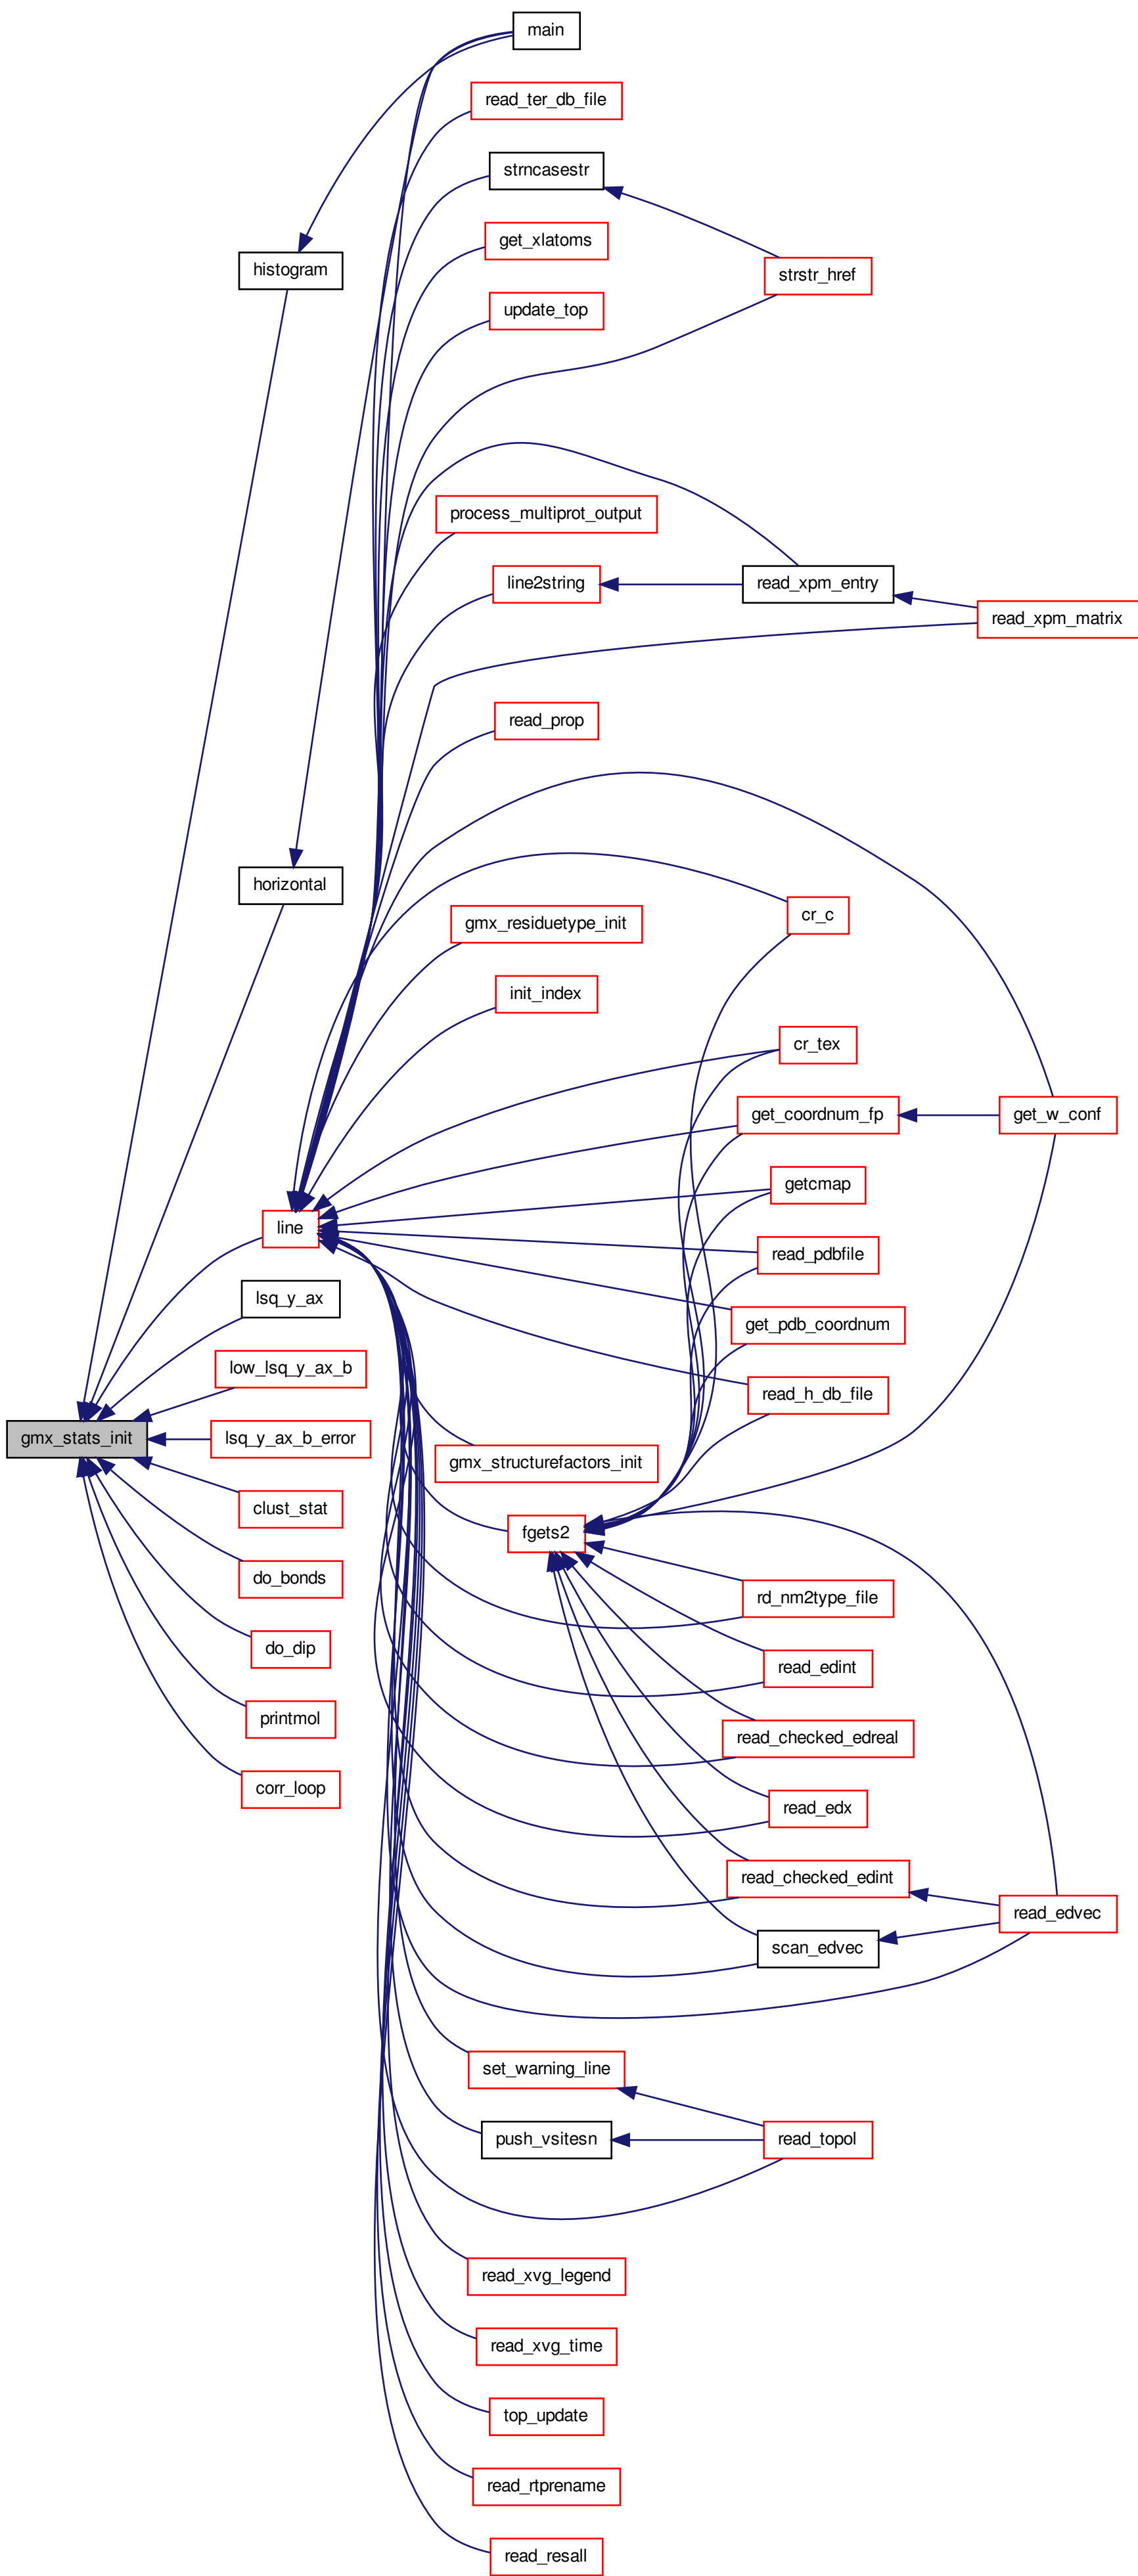 main
read_ter_db_file
strncasestr
get_xlatoms
histogram
strstr_href
update_top
process_multiprot_output
line2string
read_xpm_entry
read_xpm_matrix
read_prop
horizontal
cr_c
gmx_residuetype_init
init_index
cr_tex
get_coordnum_fp
get_w_conf
getcmap
line
read_pdbfile
lsq_y_ax
get_pdb_coordnum
low_lsq_y_ax_b
read_h_db_file
gmx_stats_init
lsq_y_ax_b_error
gmx_structurefactors_init
clust_stat
fgets2
do_bonds
rd_nm2type_file
do_dip
read_edint
printmol
read_checked_edreal
corr_loop
read_edx
read_checked_edint
read_edvec
scan_edvec
set_warning_line
push_vsitesn
read_topol
read_xvg_legend
read_xvg_time
top_update
read_rtprename
read_resall